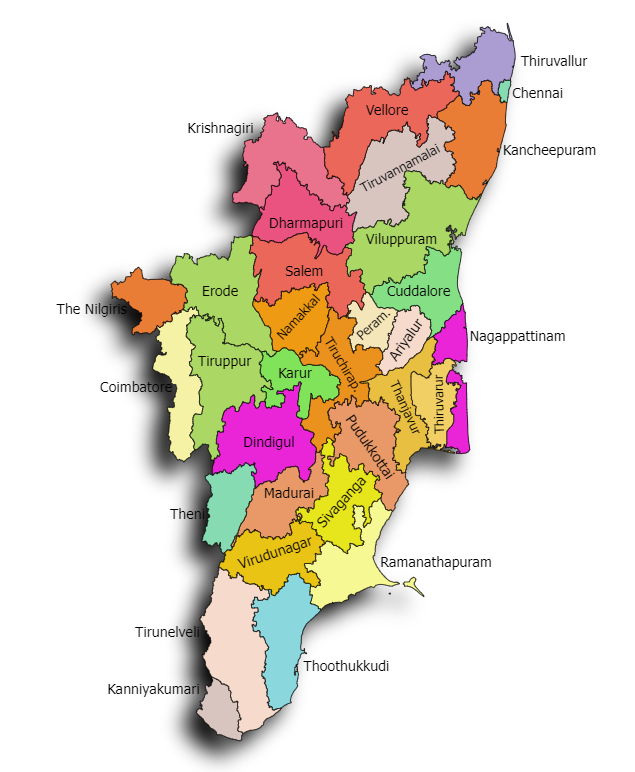 Thiruvallur
Chennai
Vellore
Krishnagiri
Kancheepuram
Tiruvannamalai
Dharmapuri
Viluppuram
Salem
Erode
Cuddalore
The Nilgiris
Namakkal
Peram.
Ariyalur
Nagappattinam
Tiruppur
Tiruchirap.
Karur
Coimbatore
Thanjavur
Thiruvarur
Dindigul
Pudukkottai
Madurai
Sivaganga
Theni
Virudunagar
Ramanathapuram
Tirunelveli
Thoothukkudi
Kanniyakumari